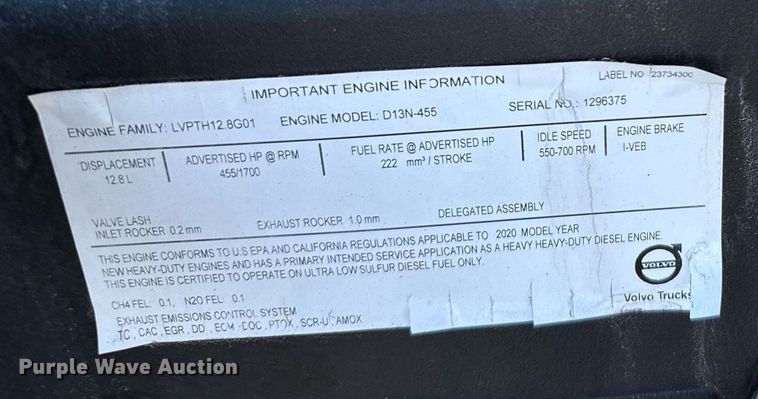 IMPORTANT ENGINE INFORMATION
LABEL NO 23734300
ENGINE FAMILY: LVPTH12.8G01 ENGINE MODEL: D13N-455 SERIAL NO.: 1296375
DISPLACEMENT ADVERTISED HP @ RPM FUEL RATE @ ADVERTISED HP IDLE SPEED ENGINE BRAKE
12.8 L 455/1700 222 mm³ / STROKE 550-700 RPM I-VEB
VALVE LASH
INLET ROCKER 0.2 mm EXHAUST ROCKER 1.0 mm DELEGATED ASSEMBLY
THIS ENGINE CONFORMS TO U.S EPA AND CALIFORNIA REGULATIONS APPLICABLE TO 2020 MODEL YEAR
NEW HEAVY-DUTY ENGINES AND HAS A PRIMARY INTENDED SERVICE APPLICATION AS A HEAVY HEAVY-DUTY DIESEL ENGINE.
THIS ENGINE IS CERTIFIED TO OPERATE ON ULTRA LOW SULFUR DIESEL FUEL ONLY.
CH4 FEL: 0.1, N2O FEL: 0.1
EXHAUST EMISSIONS CONTROL SYSTEM
TC, CAC, EGR, DDI, ECM, DOC, PTOX, SCR-U, AMOX
VOLVO
Volvo Trucks
Purple Wave Auction